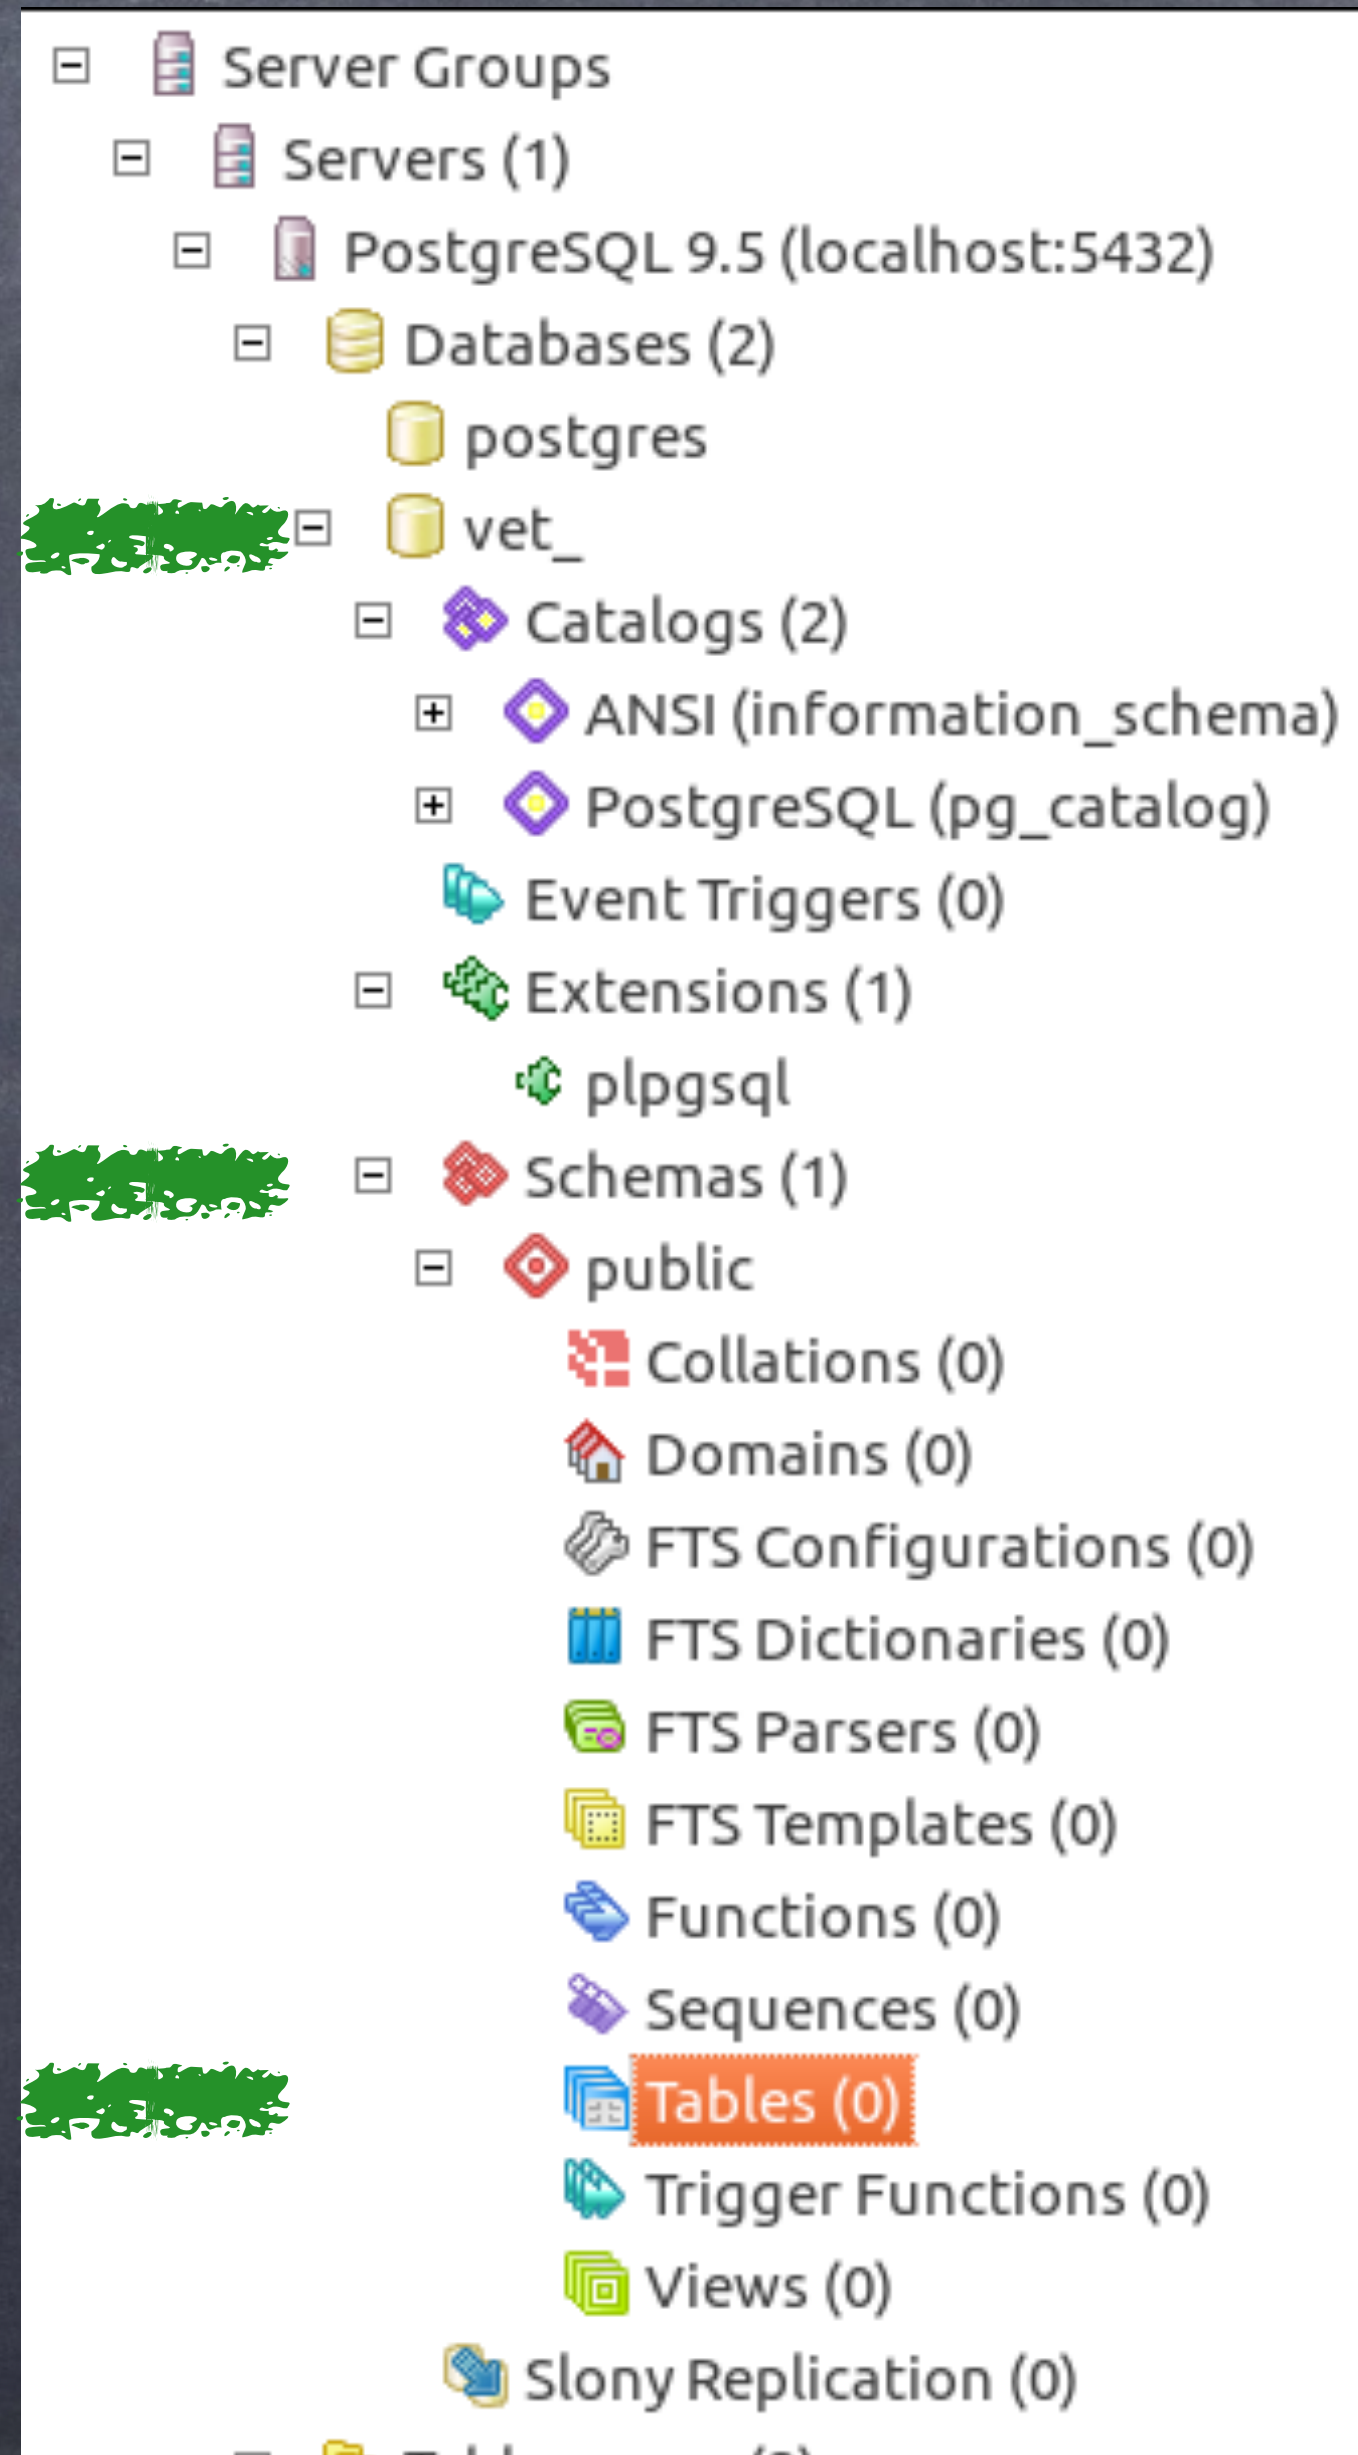 Server Groups
Servers (1)
PostgreSQL 9.5 (localhost:5432)
Databases (2)
postgres
vet_
Catalogs (2)
ANSI (information_schema)
PostgreSQL (pg_catalog)
Event Triggers (0)
Extensions (1)
plpgsql
Schemas (1)
public
Collations (0)
Domains (0)
FTS Configurations (0)
FTS Dictionaries (0)
FTS Parsers (0)
FTS Templates (0)
Functions (0)
Sequences (0)
Tables (0)
Trigger Functions (0)
Views (0)
Slony Replication (0)